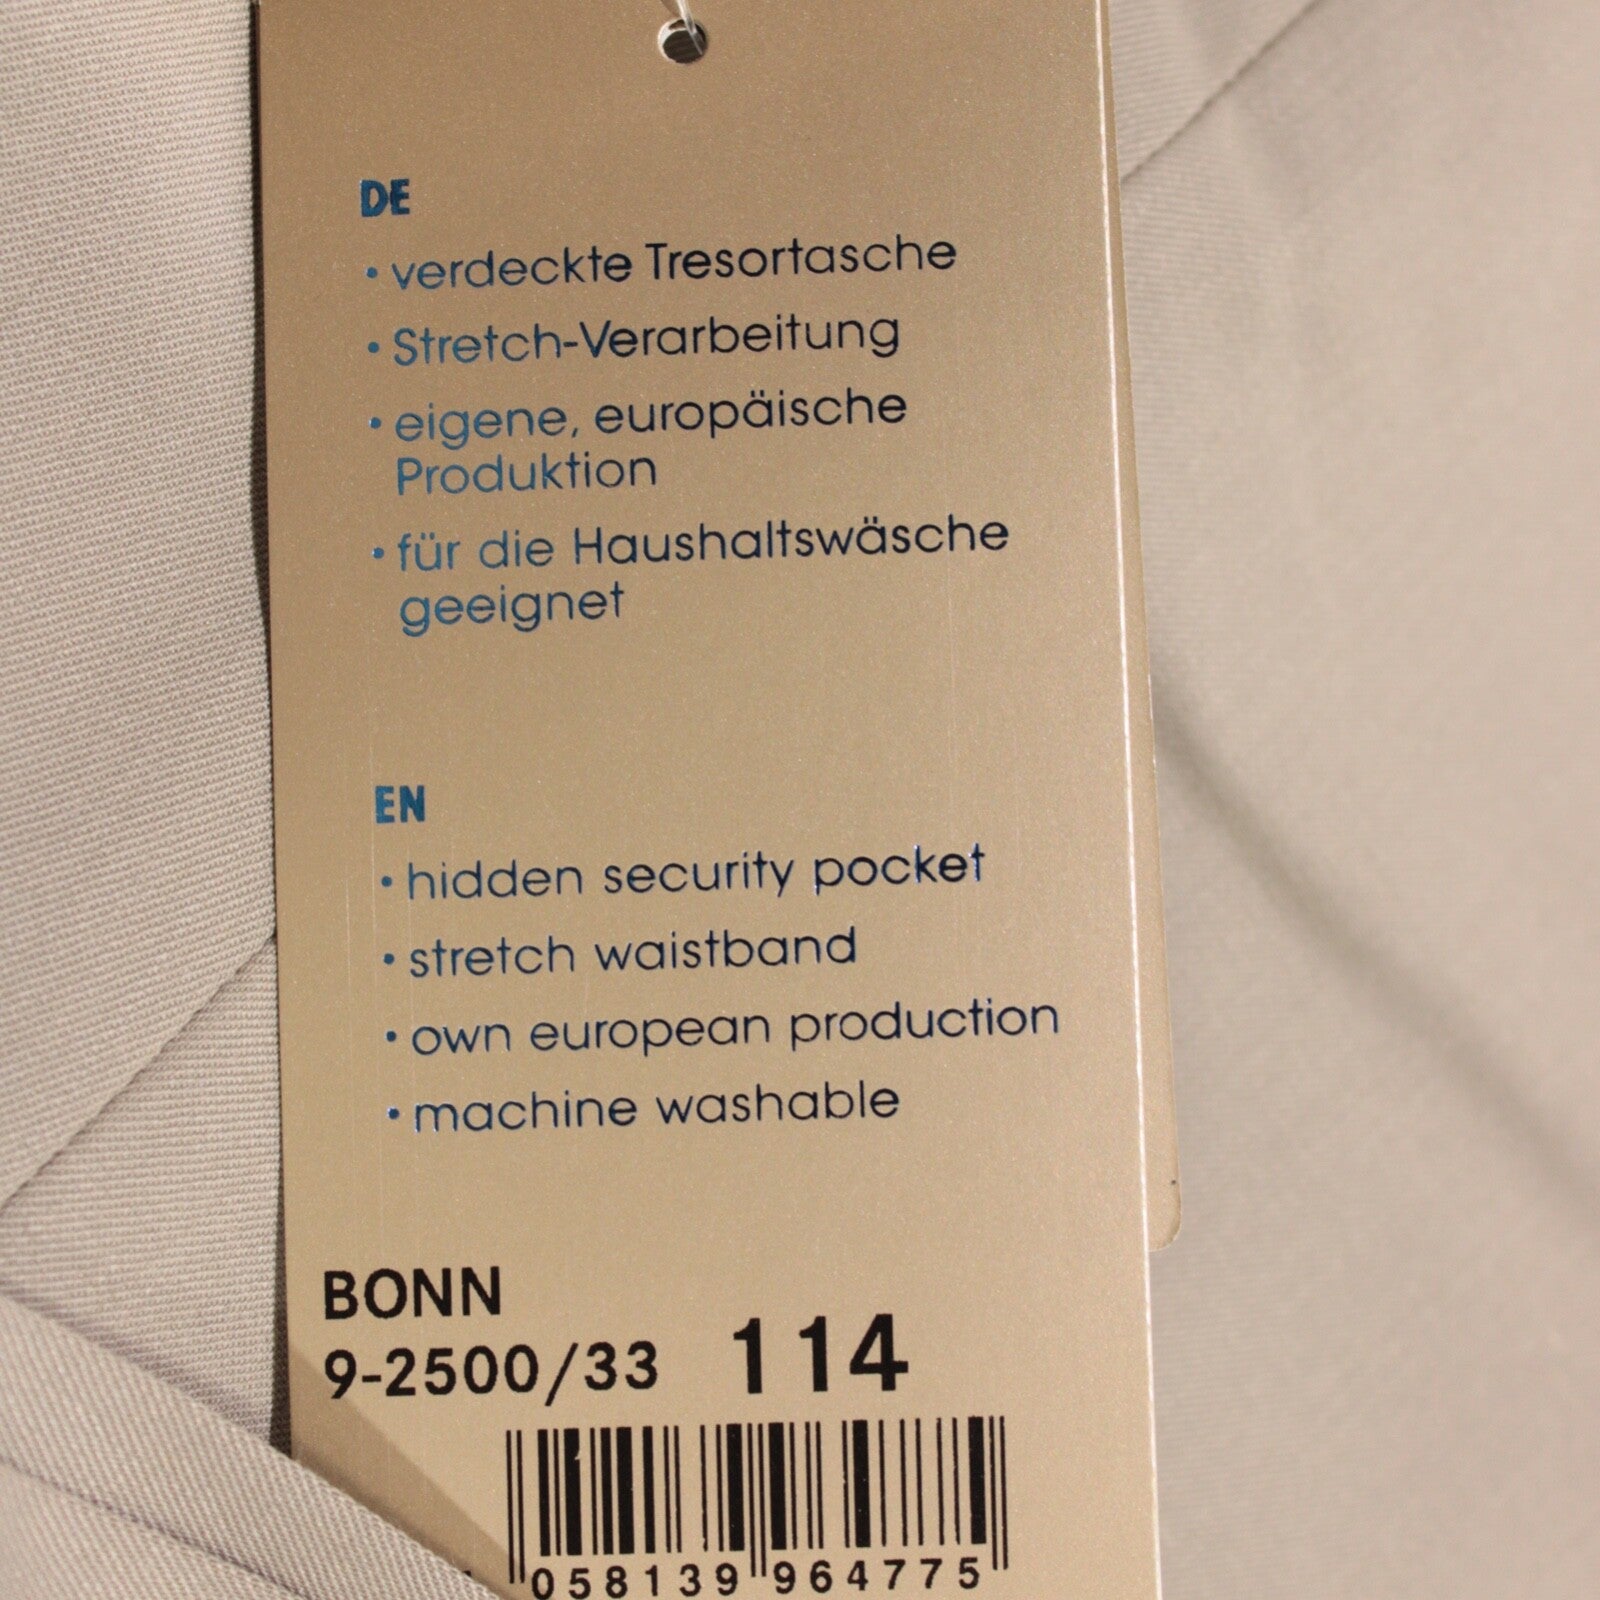 DE
• verdeckte Tresortasche
• Stretch-Verarbeitung
• eigene, europäische
Produktion
• für die Haushaltswäsche
geeignet
EN
• hidden security pocket
• stretch waistband
• own european production
• machine washable
BONN
9-2500/33 114
058139 964775